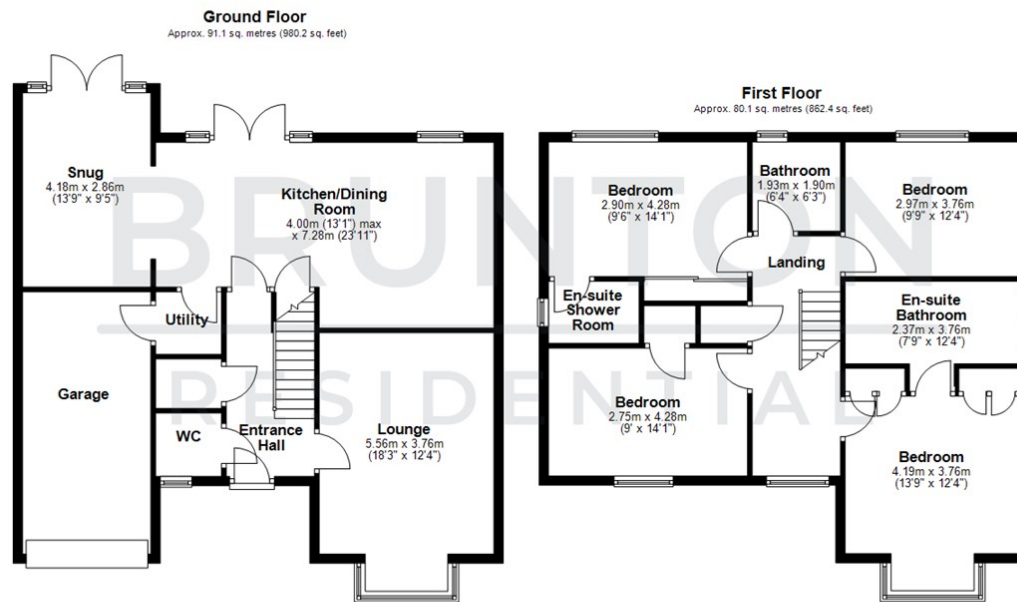 Ground Floor
Approx. 91.1 sq. metres (980.2 sq. feet)
Snug
4.18m x 2.86m
(13'9" x 9'5")
Kitchen/Dining
Room
4.00m (13'1") max
x 7.28m (23'11")
Utility
Garage
WC
Entrance
Hall
Lounge
5.56m x 3.76m
(18'3" x 12'4")
First Floor
Approx. 80.1 sq. metres (862.4 sq. feet)
Bedroom
2.90m x 4.28m
(9'6" x 14'1")
Bathroom
1.93m x 1.90m
(6'4" x 6'3")
Bedroom
2.97m x 3.76m
(9'9" x 12'4")
Landing
En-suite
Shower
Room
En-suite
Bathroom
2.37m x 3.76m
(7'9" x 12'4")
Bedroom
2.75m x 4.28m
(9' x 14'1")
Bedroom
4.19m x 3.76m
(13'9" x 12'4")
BRUNTON
RESIDENTIAL